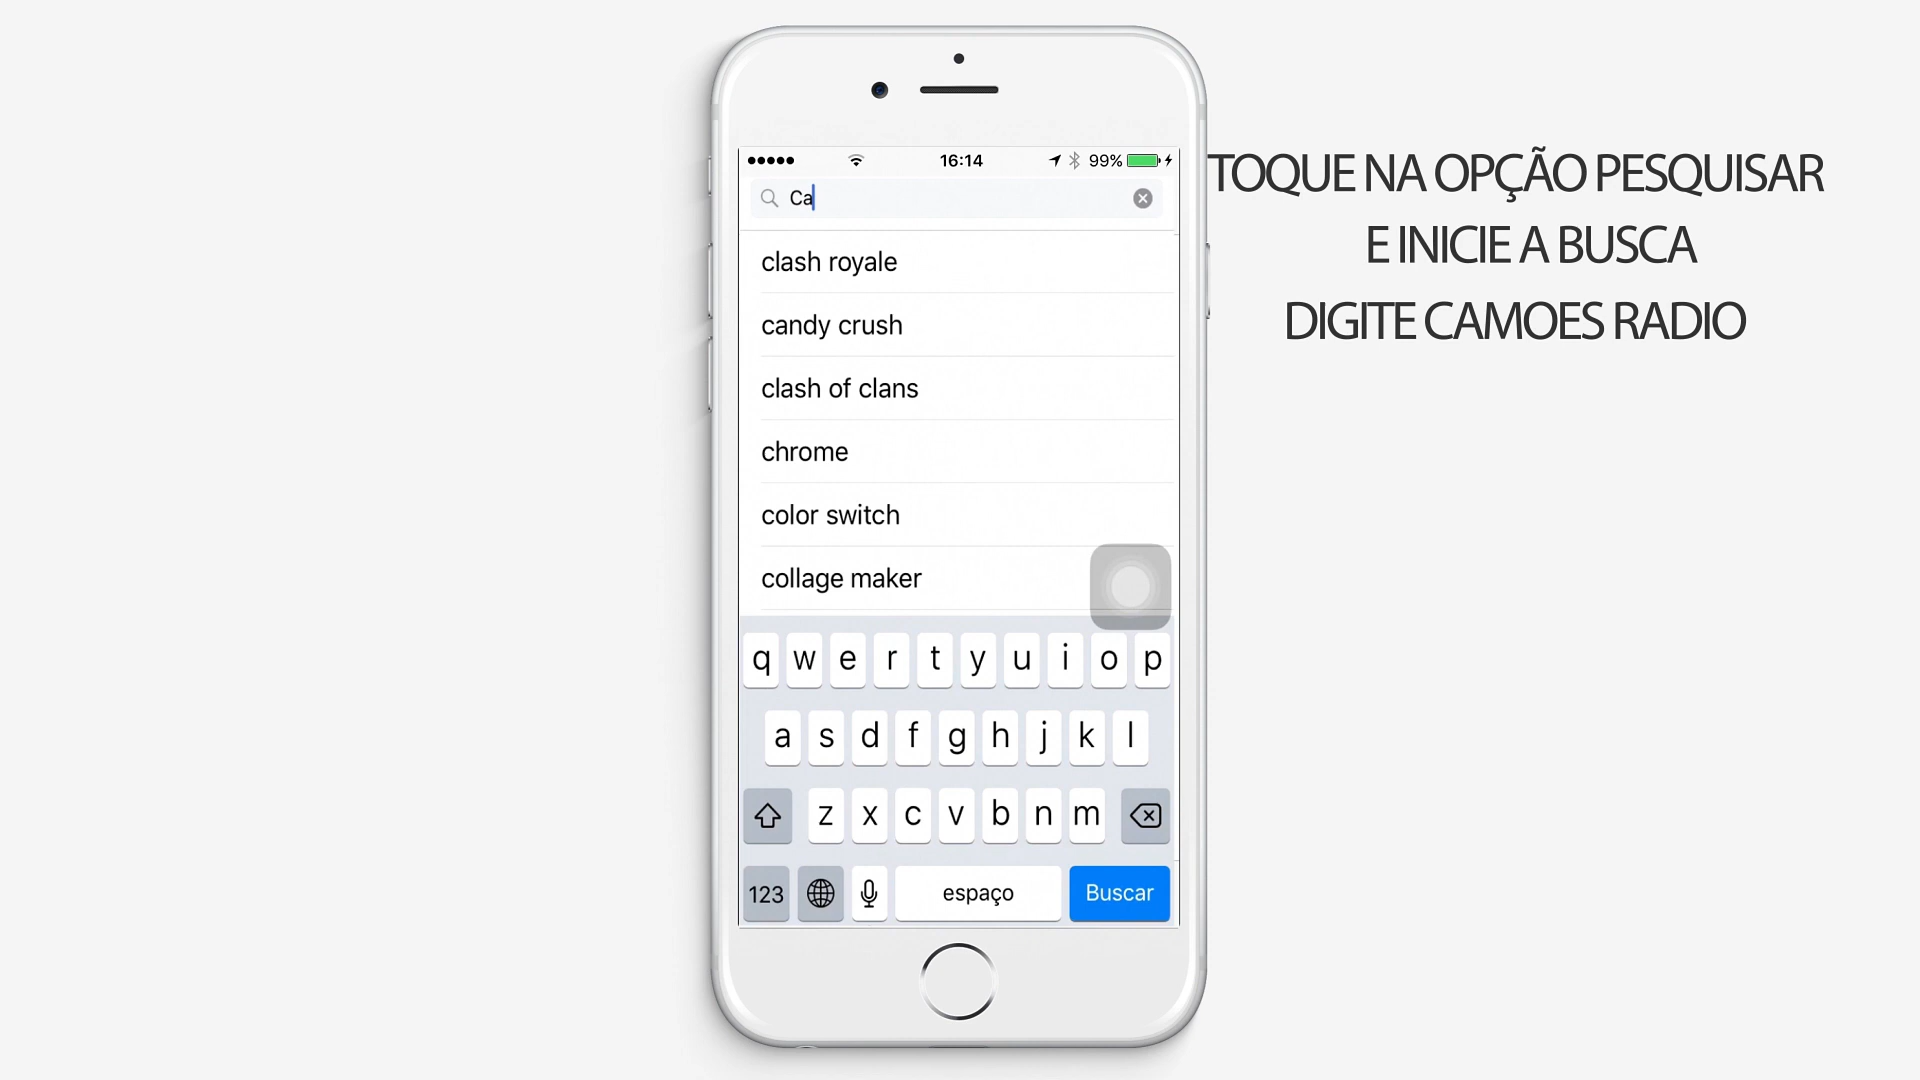 16:14
99%
Ca
clash royale
candy crush
clash of clans
chrome
color switch
collage maker
q w e r t y u i o p
a s d f g h j k l
z x c v b n m
123 espaço Buscar
TOQUE NA OPÇÃO PESQUISAR
E INICIE A BUSCA
DIGITE CAMOES RADIO